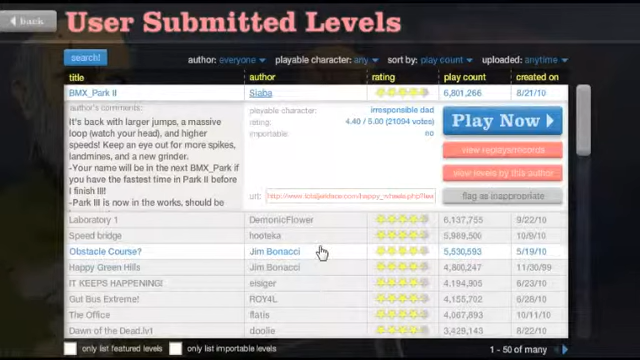 back
User Submitted Levels
search!
author: everyone playable character: any sort by: play count uploaded: anytime
title author rating play count created on
BMX_Park II Slaba 6,801,266 8/21/10
author's comments:
It's back with larger jumps, a massive
loop (watch your head), and higher
speeds! Keep an eye out for more spikes,
landmines, and a new grinder.
-Your name will be in the next BMX_Park if
you have the fastest time in Park II before
I finish III!
-Park III is now in the works, should be
playable character: irresponsible dad
rating: 4.40 / 5.00 (21094 votes)
importable: no
url:
Play Now
view replays/records
view levels by this author
flag as inappropriate
Laboratory 1 DemonicFlower 6,137,755 9/22/10
Speed bridge hooteka 5,989,500 10/9/10
Obstacle Course? Jim Bonacci 5,530,593 5/19/10
Happy Green Hills Jim Bonacci 4,800,247 11/30/99
IT KEEPS HAPPENING! eisiger 4,194,905 8/23/10
Gut Bus Extreme! ROY4L 4,155,702 6/28/10
The Office flatis 4,067,893 10/11/10
Dawn of the Dead.lv1 doolie 3,429,143 8/22/10
only list featured levels only list importable levels 1 - 50 of many